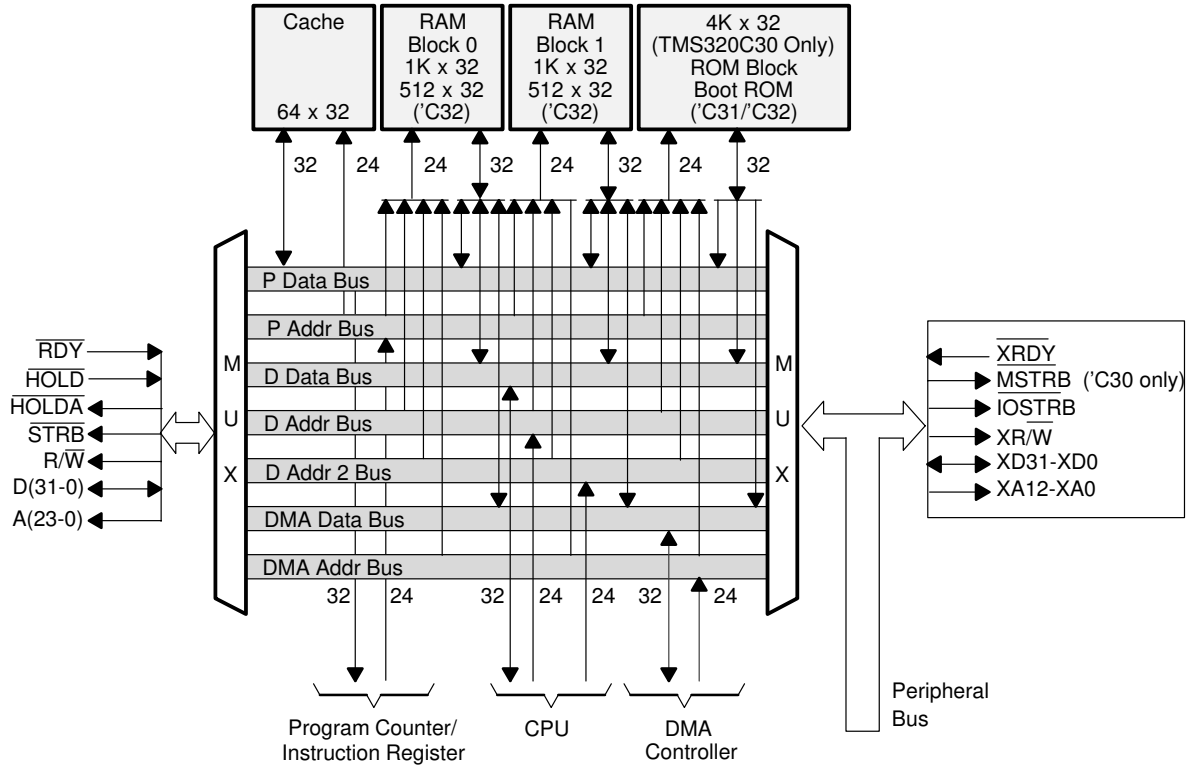 Cache
64 x 32
RAM
Block 0
1K x 32
512 x 32
('C32)
RAM
Block 1
1K x 32
512 x 32
('C32)
4K x 32
(TMS320C30 Only)
ROM Block
Boot ROM
('C31/'C32)
32
24
24
32
24
32
24
32
P Data Bus
P Addr Bus
D Data Bus
D Addr Bus
D Addr 2 Bus
DMA Data Bus
DMA Addr Bus
M
U
X
M
U
X
RDY
HOLD
HOLDA
STRB
R/W
D(31-0)
A(23-0)
XRDY
MSTRB ('C30 only)
IOSTRB
XR/W
XD31-XD0
XA12-XA0
32
24
32
24
24
32
24
Program Counter/
Instruction Register
CPU
DMA
Controller
Peripheral
Bus